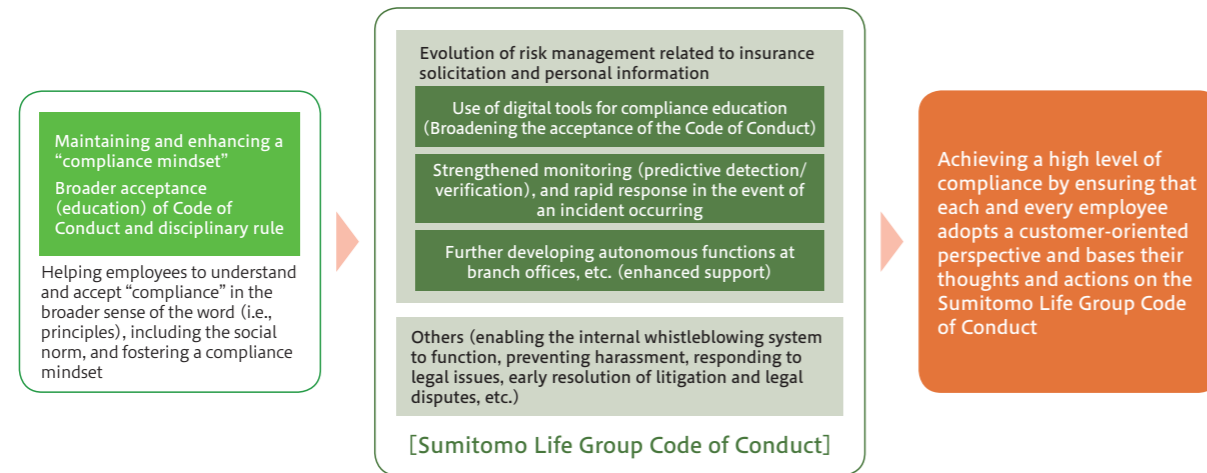 Maintaining and enhancing a
“compliance mindset”
Broader acceptance
(education) of Code of
Conduct and disciplinary rule
Helping employees to understand
and accept “compliance” in the
broader sense of the word (i.e.,
principles), including the social
norm, and fostering a compliance
mindset
Evolution of risk management related to insurance
solicitation and personal information
Use of digital tools for compliance education
(Broadening the acceptance of the Code of Conduct)
Strengthened monitoring (predictive detection/
verification), and rapid response in the event of
an incident occurring
Further developing autonomous functions at
branch offices, etc. (enhanced support)
Others (enabling the internal whistleblowing system
to function, preventing harassment, responding to
legal issues, early resolution of litigation and legal
disputes, etc.)
[Sumitomo Life Group Code of Conduct]
Achieving a high level of
compliance by ensuring that
each and every employee
adopts a customer-oriented
perspective and bases their
thoughts and actions on the
Sumitomo Life Group Code
of Conduct